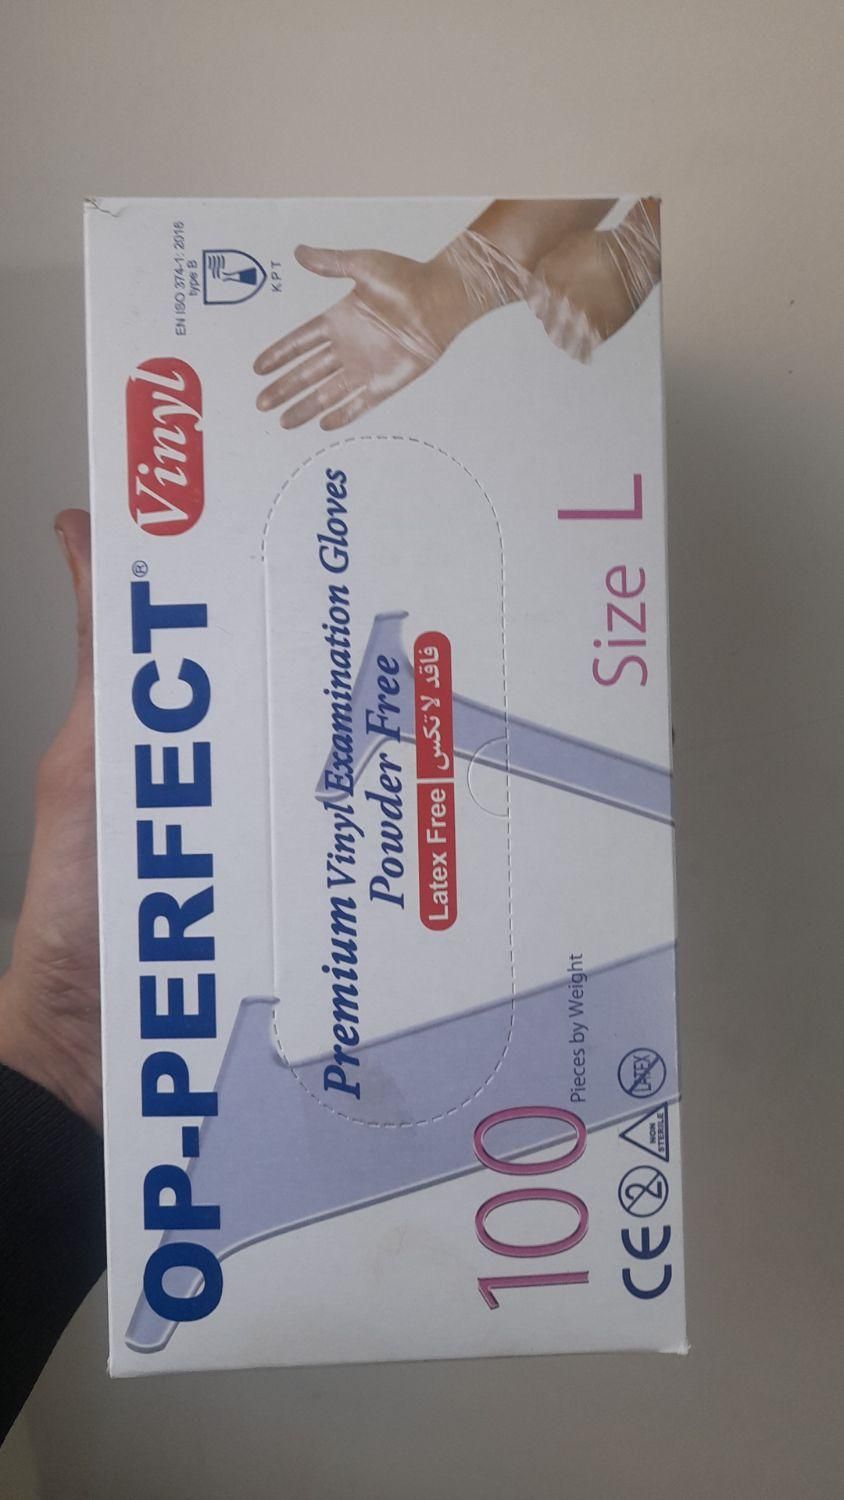 OP-PERFECT® Vinyl
EN ISO 374-1: 2016
type B
K P T
Premium Vinyl Examination Gloves
Powder Free
Latex Free | فاقد لاتکس
100 Pieces by Weight
Size L
CE 2 NON STERILE LATEX